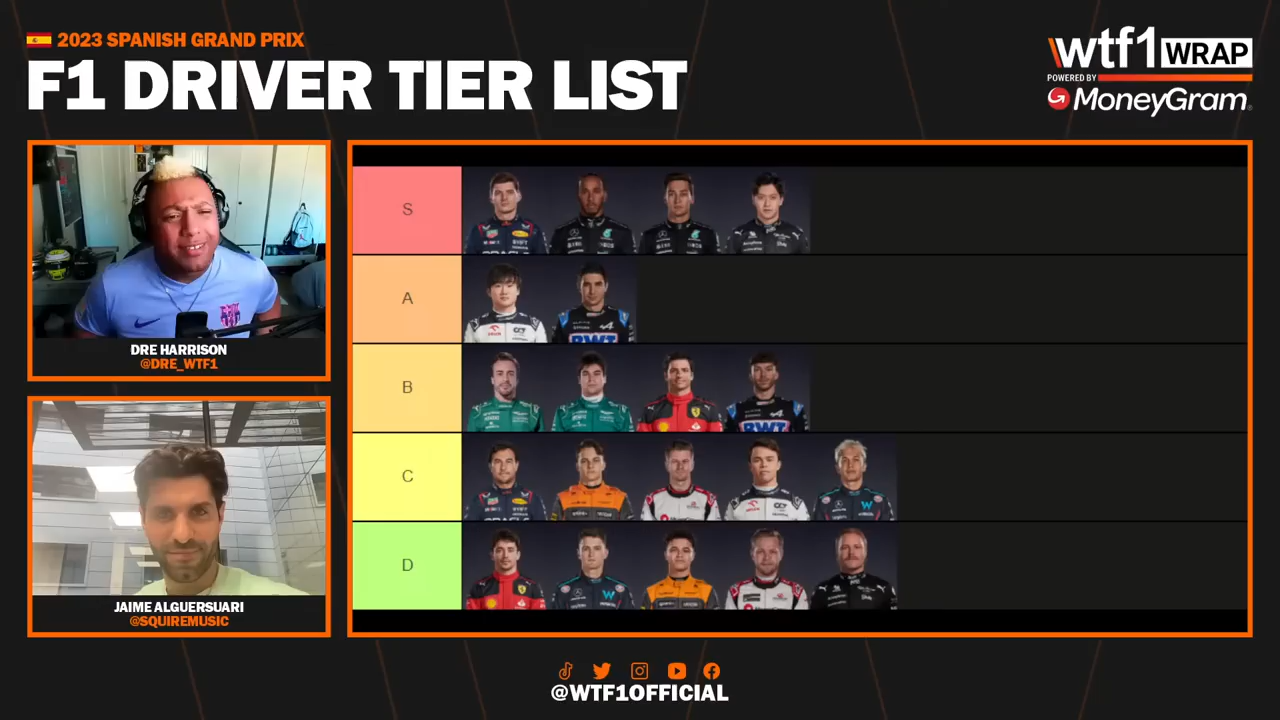 2023 SPANISH GRAND PRIX
F1 DRIVER TIER LIST
wtf1 WRAP
POWERED BY
MoneyGram
DRE HARRISON
@DRE_WTF1
JAIME ALGUERSUARI
@SQUIREMUSIC
S
A
B
C
D
@WTF1OFFICIAL